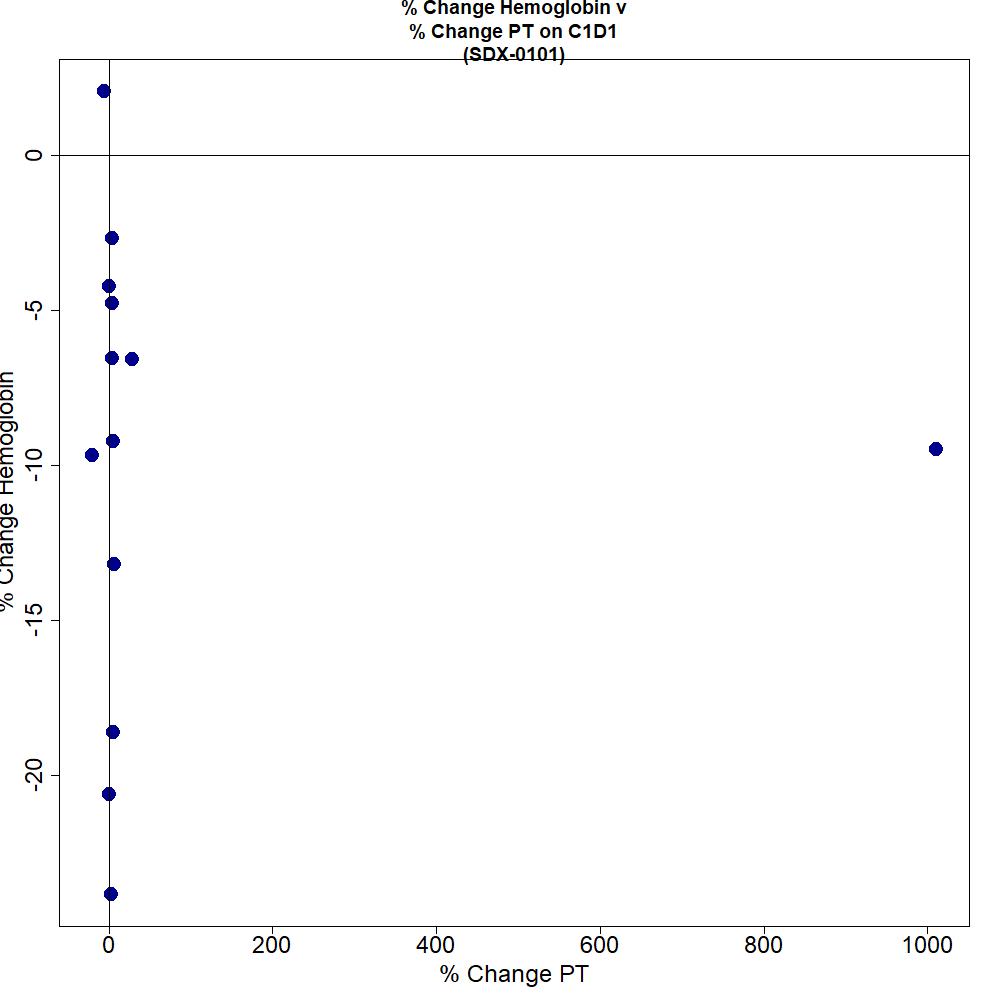 % Change Hemoglobin v
% Change PT on C1D1
(SDX-0101)
0
-5
-10
-15
-20
% Change Hemoglobin
0 200 400 600 800 1000
% Change PT